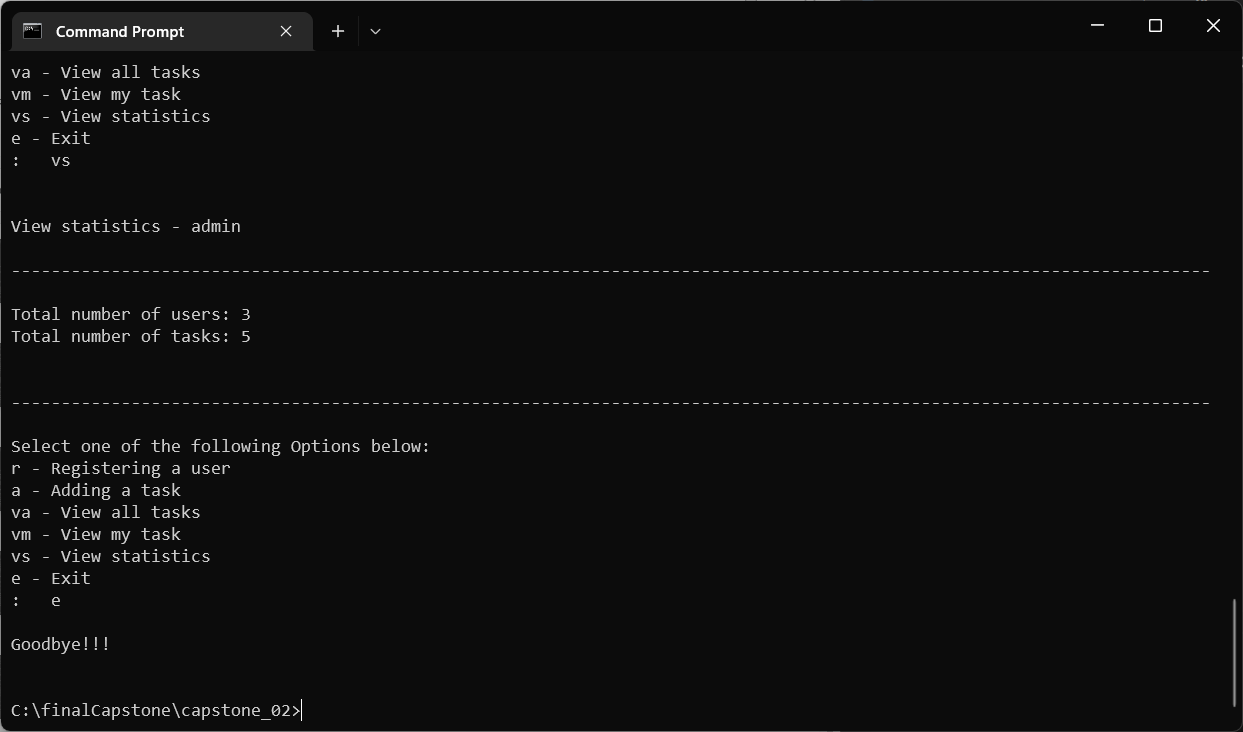 Command Prompt
va - View all tasks
vm - View my task
vs - View statistics
e - Exit
:   vs
View statistics - admin
------------------------------------------------------------------------------------------------------------------------
Total number of users: 3
Total number of tasks: 5
------------------------------------------------------------------------------------------------------------------------
Select one of the following Options below:
r - Registering a user
a - Adding a task
va - View all tasks
vm - View my task
vs - View statistics
e - Exit
:   e
Goodbye!!!
C:\finalCapstone\capstone_02>